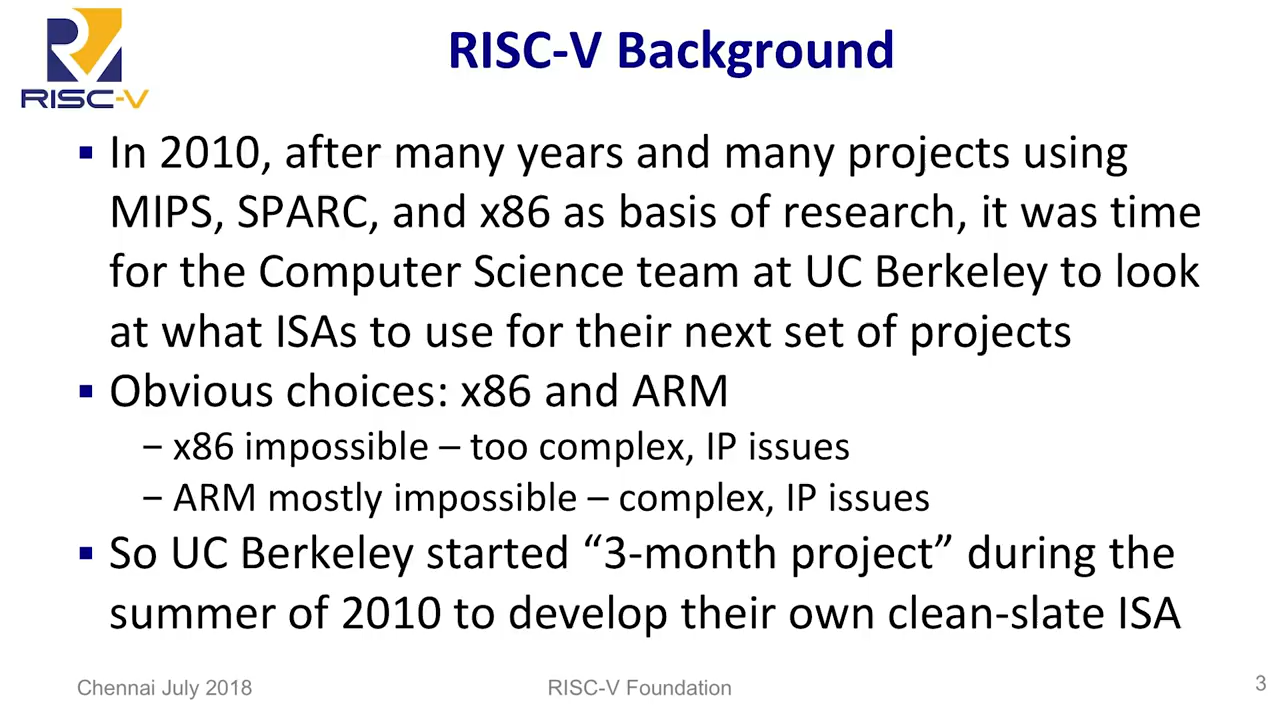 RISC-V
RISC-V Background
▪ In 2010, after many years and many projects using
MIPS, SPARC, and x86 as basis of research, it was time
for the Computer Science team at UC Berkeley to look
at what ISAs to use for their next set of projects
▪ Obvious choices: x86 and ARM
− x86 impossible – too complex, IP issues
− ARM mostly impossible – complex, IP issues
▪ So UC Berkeley started “3-month project” during the
summer of 2010 to develop their own clean-slate ISA
Chennai July 2018
RISC-V Foundation
3